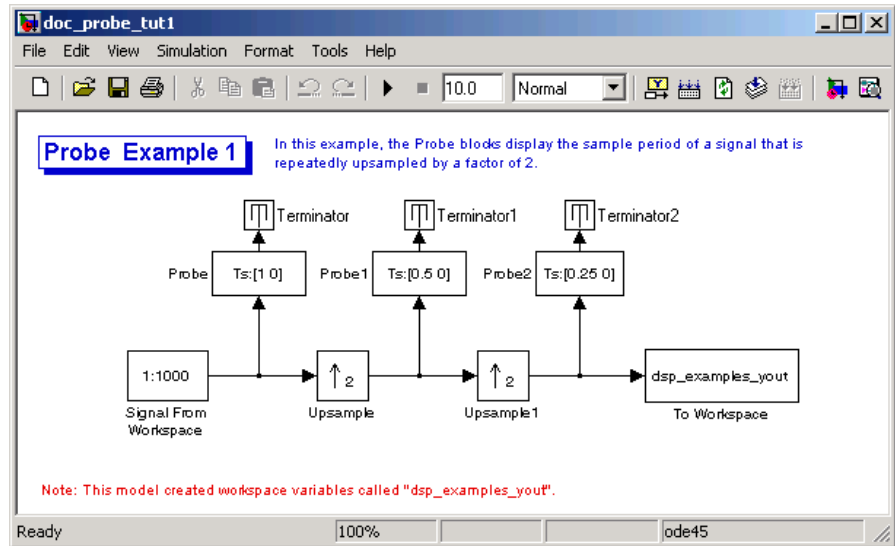 doc_probe_tut1
File Edit View Simulation Format Tools Help
10.0 Normal
Probe Example 1
In this example, the Probe blocks display the sample period of a signal that is
repeatedly upsampled by a factor of 2.
Terminator Terminator1 Terminator2
Probe Ts:[1 0] Probe1 Ts:[0.5 0] Probe2 Ts:[0.25 0]
1:1000 ↑2 ↑2 dsp_examples_yout
Signal From Upsample Upsample1 To Workspace
Workspace
Note: This model created workspace variables called "dsp_examples_yout".
Ready 100% ode45